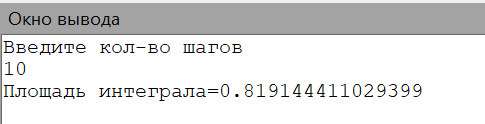 Окно вывода
Введите кол-во шагов
10
Площадь интеграла=0.819144411029399